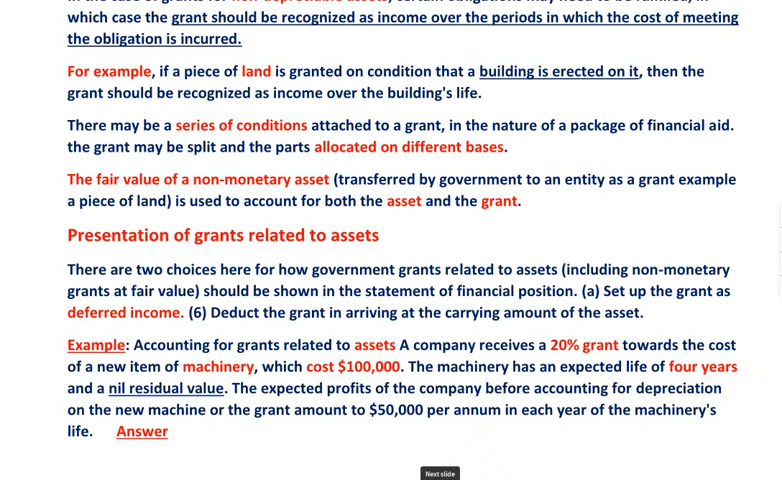 which case the grant should be recognized as income over the periods in which the cost of meeting
the obligation is incurred.
For example, if a piece of land is granted on condition that a building is erected on it, then the
grant should be recognized as income over the building's life.
There may be a series of conditions attached to a grant, in the nature of a package of financial aid.
the grant may be split and the parts allocated on different bases.
The fair value of a non-monetary asset (transferred by government to an entity as a grant example
a piece of land) is used to account for both the asset and the grant.
Presentation of grants related to assets
There are two choices here for how government grants related to assets (including non-monetary
grants at fair value) should be shown in the statement of financial position. (a) Set up the grant as
deferred income. (6) Deduct the grant in arriving at the carrying amount of the asset.
Example: Accounting for grants related to assets A company receives a 20% grant towards the cost
of a new item of machinery, which cost $100,000. The machinery has an expected life of four years
and a nil residual value. The expected profits of the company before accounting for depreciation
on the new machine or the grant amount to $50,000 per annum in each year of the machinery's
life. Answer
Next slide